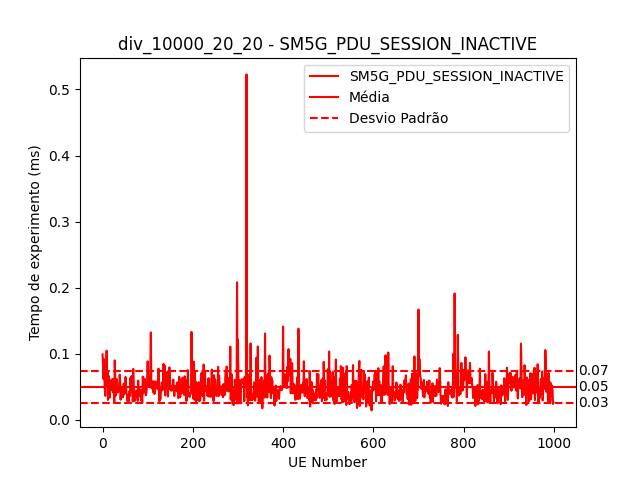 div_10000_20_20 - SM5G_PDU_SESSION_INACTIVE
SM5G_PDU_SESSION_INACTIVE
Média
Desvio Padrão
Tempo de experimento (ms)
0.5
0.4
0.3
0.2
0.1
0.0
0.07
0.05
0.03
0
200
400
600
800
1000
UE Number